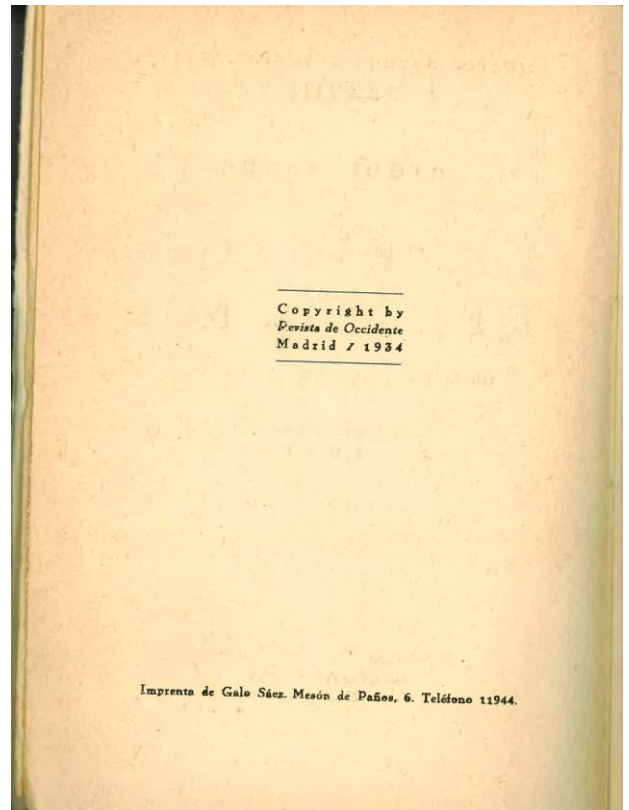 Copyright by
Revista de Occidente
Madrid / 1934
Imprenta de Galo Sáez. Mesón de Paños, 6. Teléfono 11944.